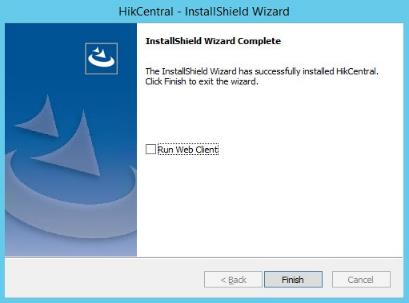 HikCentral - InstallShield Wizard
InstallShield Wizard Complete
The InstallShield Wizard has successfully installed HikCentral.
Click Finish to exit the wizard.
Run Web Client
< Back
Finish
Cancel